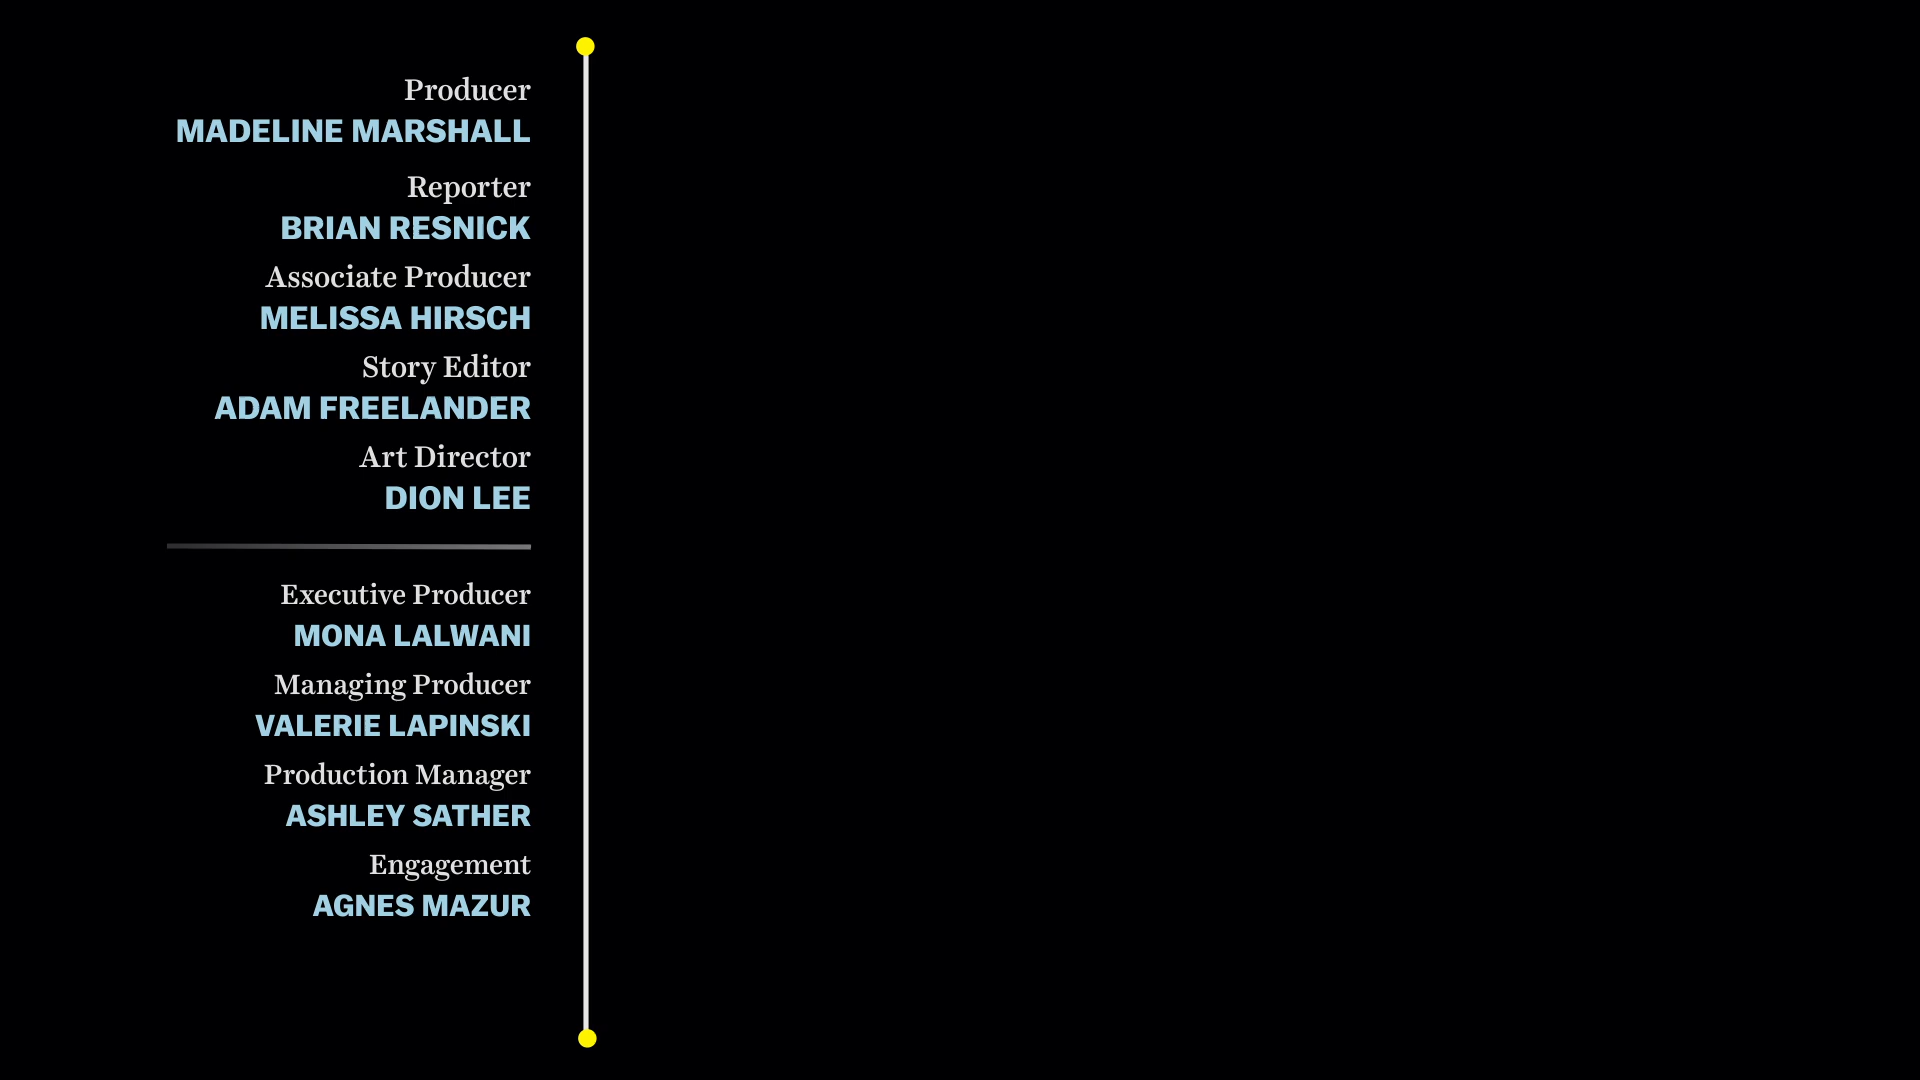 Producer
MADELINE MARSHALL
Reporter
BRIAN RESNICK
Associate Producer
MELISSA HIRSCH
Story Editor
ADAM FREELANDER
Art Director
DION LEE
Executive Producer
MONA LALWANI
Managing Producer
VALERIE LAPINSKI
Production Manager
ASHLEY SATHER
Engagement
AGNES MAZUR